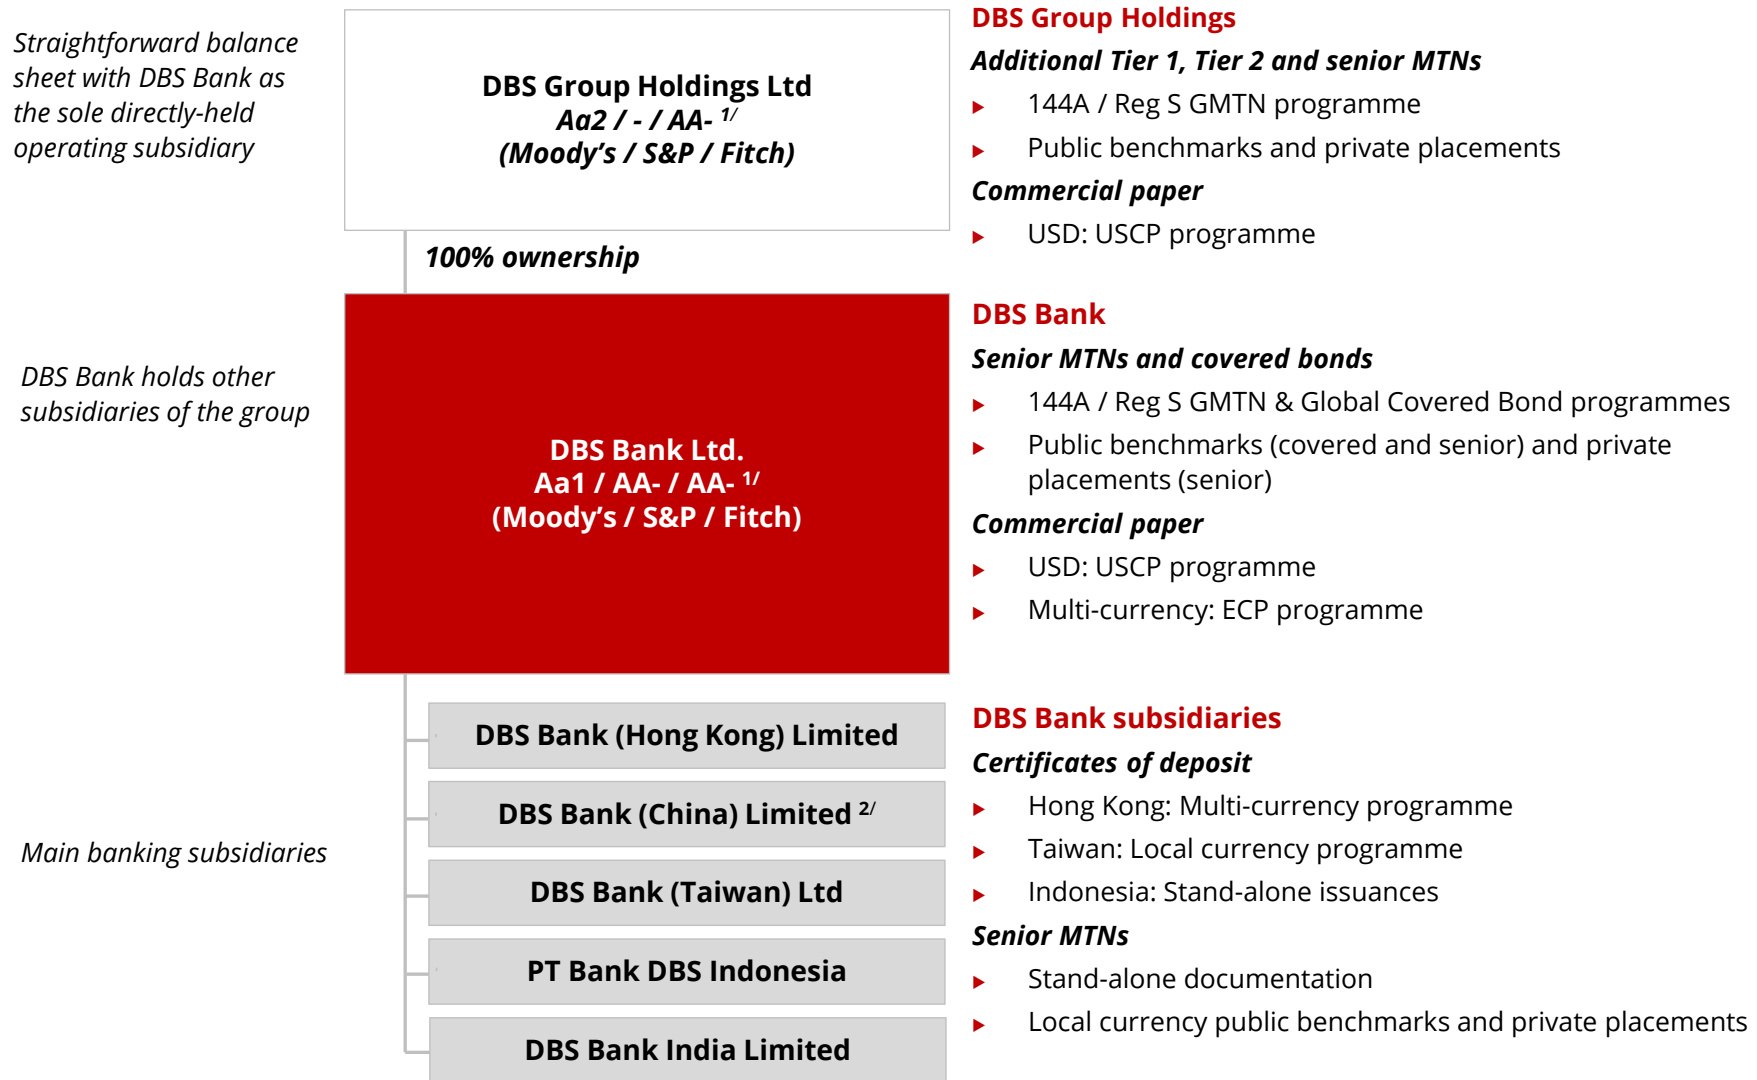 Straightforward balance
sheet with DBS Bank as
the sole directly-held
operating subsidiary
DBS Group Holdings Ltd
Aa2 / - / AA- 1/
(Moody’s / S&P / Fitch)
100% ownership
DBS Group Holdings
Additional Tier 1, Tier 2 and senior MTNs
► 144A / Reg S GMTN programme
► Public benchmarks and private placements
Commercial paper
► USD: USCP programme
DBS Bank holds other
subsidiaries of the group
DBS Bank Ltd.
Aa1 / AA- / AA- 1/
(Moody’s / S&P / Fitch)
DBS Bank
Senior MTNs and covered bonds
► 144A / Reg S GMTN & Global Covered Bond programmes
► Public benchmarks (covered and senior) and private
placements (senior)
Commercial paper
► USD: USCP programme
► Multi-currency: ECP programme
Main banking subsidiaries
DBS Bank (Hong Kong) Limited
DBS Bank (China) Limited 2/
DBS Bank (Taiwan) Ltd
PT Bank DBS Indonesia
DBS Bank India Limited
DBS Bank subsidiaries
Certificates of deposit
► Hong Kong: Multi-currency programme
► Taiwan: Local currency programme
► Indonesia: Stand-alone issuances
Senior MTNs
► Stand-alone documentation
► Local currency public benchmarks and private placements